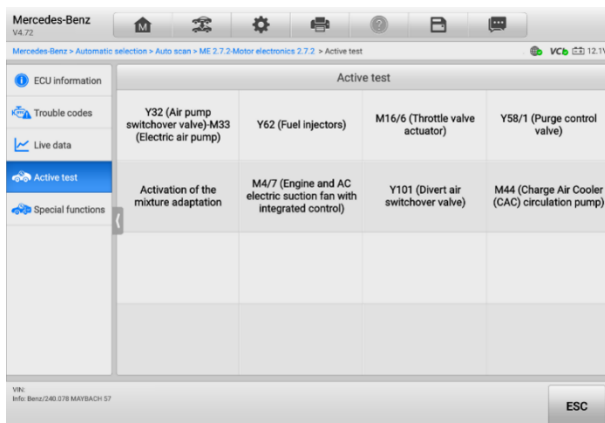 Mercedes-Benz
V4.72
Mercedes-Benz > Automatic selection > Auto scan > ME 2.7.2-Motor electronics 2.7.2 > Active test
VCI 12.1V
ECU information
Trouble codes
Live data
Active test
Special functions
Active test
Y32 (Air pump
switchover valve)-M33
(Electric air pump)
Y62 (Fuel injectors)
M16/6 (Throttle valve
actuator)
Y58/1 (Purge control
valve)
Activation of the
mixture adaptation
M4/7 (Engine and AC
electric suction fan with
integrated control)
Y101 (Divert air
switchover valve)
M44 (Charge Air Cooler
(CAC) circulation pump)
VIN:
Info: Benz/240.078 MAYBACH 57
ESC